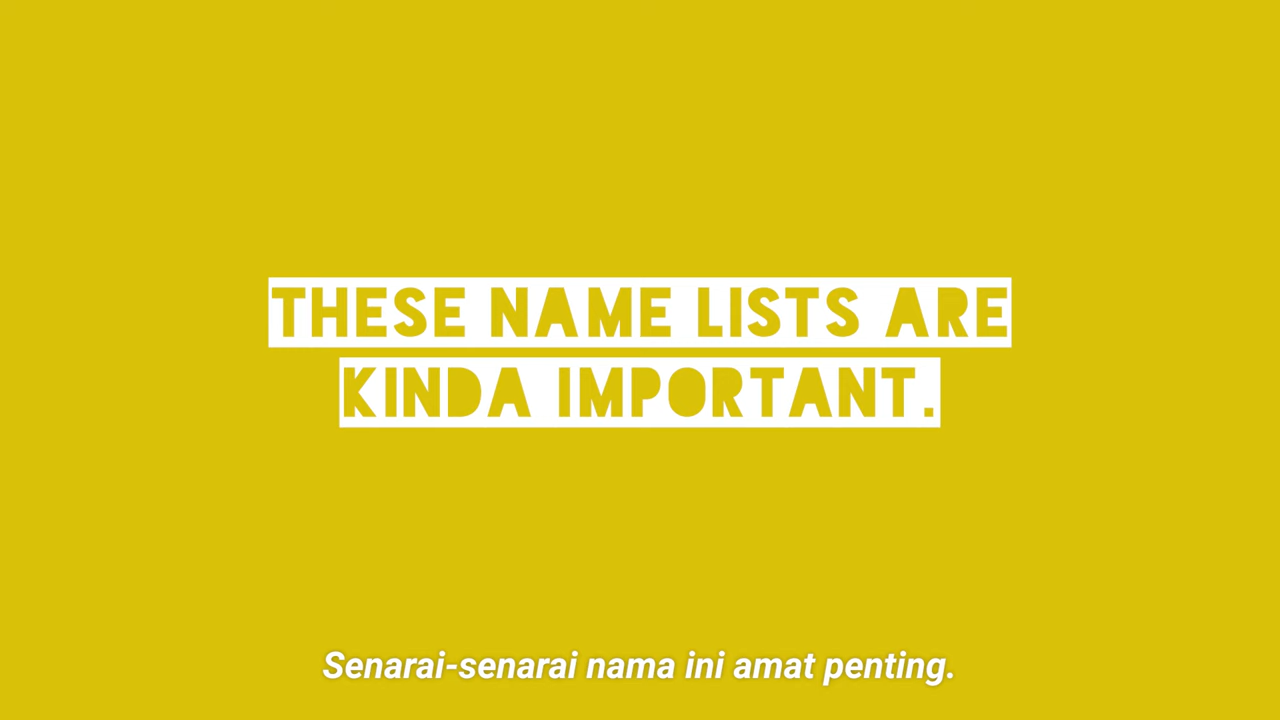 THESE NAME LISTS ARE
KINDA IMPORTANT.
Senarai-senarai nama ini amat penting.